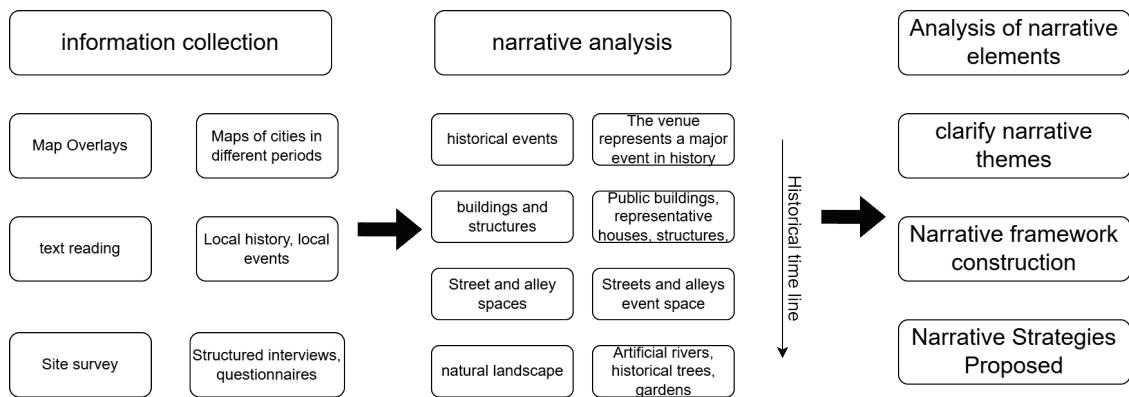 information collection
narrative analysis
Analysis of narrative
elements
Map Overlays
Maps of cities in
different periods
text reading
Local history, local
events
Site survey
Structured interviews,
questionnaires
historical events
The venue
represents a major
event in history
buildings and
structures
Public buildings,
representative
houses, structures,
Street and alley
spaces
Streets and alleys
event space
natural landscape
Artificial rivers,
historical trees,
gardens
Historical time line
clarify narrative
themes
Narrative framework
construction
Narrative Strategies
Proposed